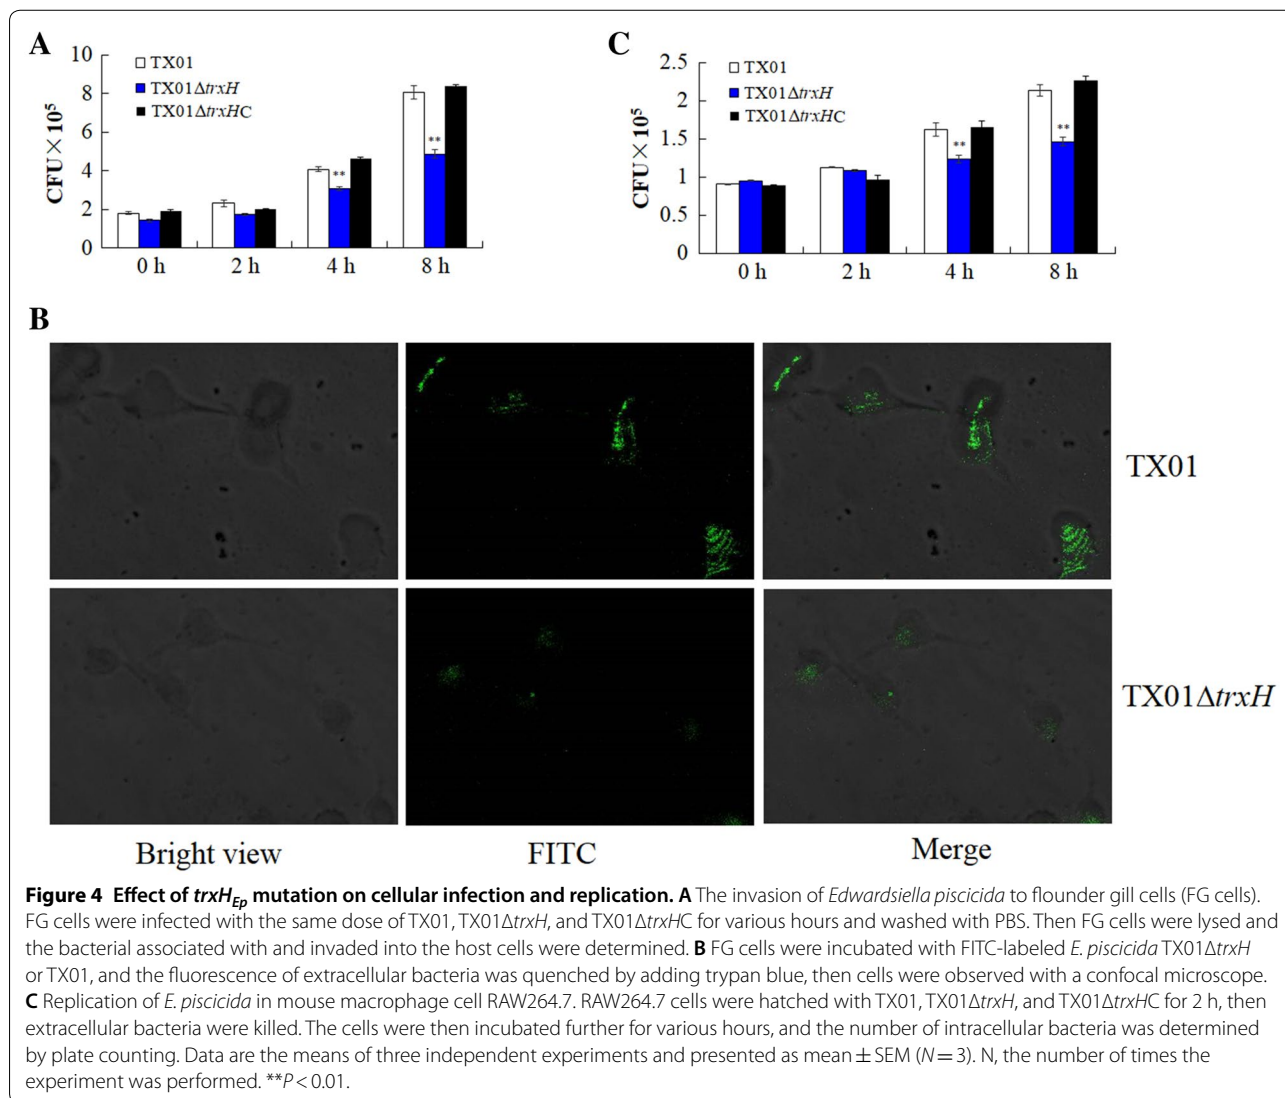 A
C
10
8
6
4
2
0
CFU×10⁵
TX01
TX01ΔtrxH
TX01ΔtrxHC
**
**
0 h 2 h 4 h 8 h
2.5
2
1.5
1
0.5
0
CFU×10⁵
TX01
TX01ΔtrxH
TX01ΔtrxHC
**
**
0 h 2 h 4 h 8 h
B
TX01
TX01ΔtrxH
Bright view FITC Merge
Figure 4 Effect of trxH_Ep mutation on cellular infection and replication. A The invasion of Edwardsiella piscicida to flounder gill cells (FG cells).
FG cells were infected with the same dose of TX01, TX01ΔtrxH, and TX01ΔtrxHC for various hours and washed with PBS. Then FG cells were lysed and
the bacterial associated with and invaded into the host cells were determined. B FG cells were incubated with FITC-labeled E. piscicida TX01ΔtrxH
or TX01, and the fluorescence of extracellular bacteria was quenched by adding trypan blue, then cells were observed with a confocal microscope.
C Replication of E. piscicida in mouse macrophage cell RAW264.7. RAW264.7 cells were hatched with TX01, TX01ΔtrxH, and TX01ΔtrxHC for 2 h, then
extracellular bacteria were killed. The cells were then incubated further for various hours, and the number of intracellular bacteria was determined
by plate counting. Data are the means of three independent experiments and presented as mean ± SEM (N = 3). N, the number of times the
experiment was performed. **P < 0.01.